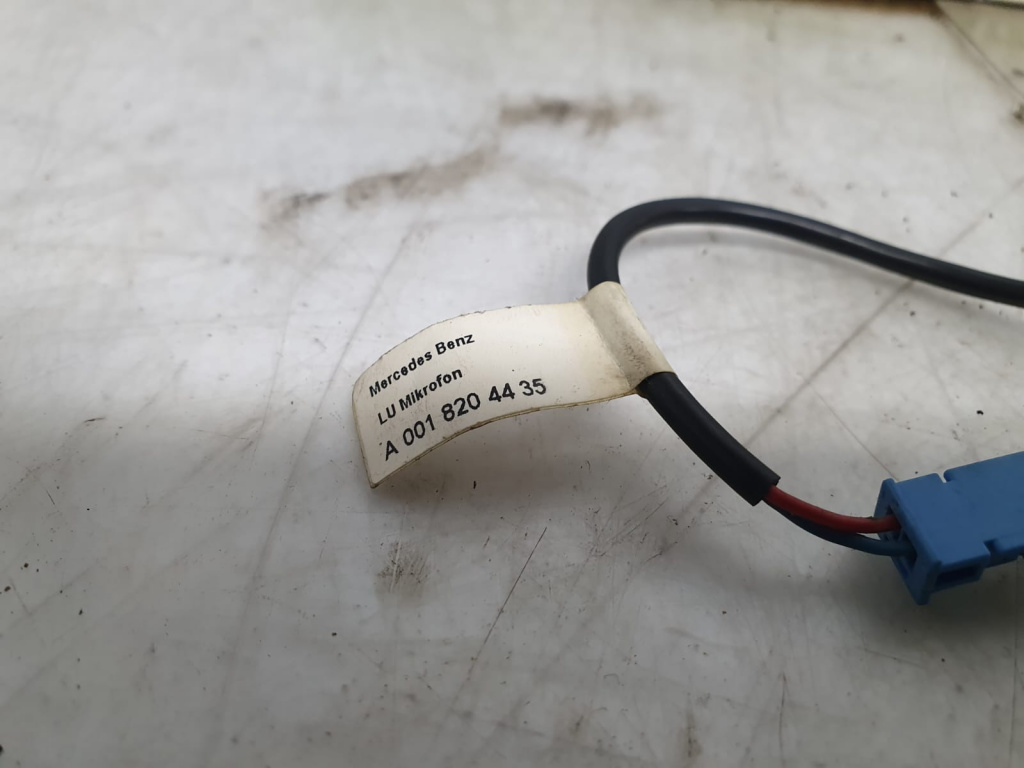 Mercedes Benz
LU Mikrofon
A 001 820 44 35